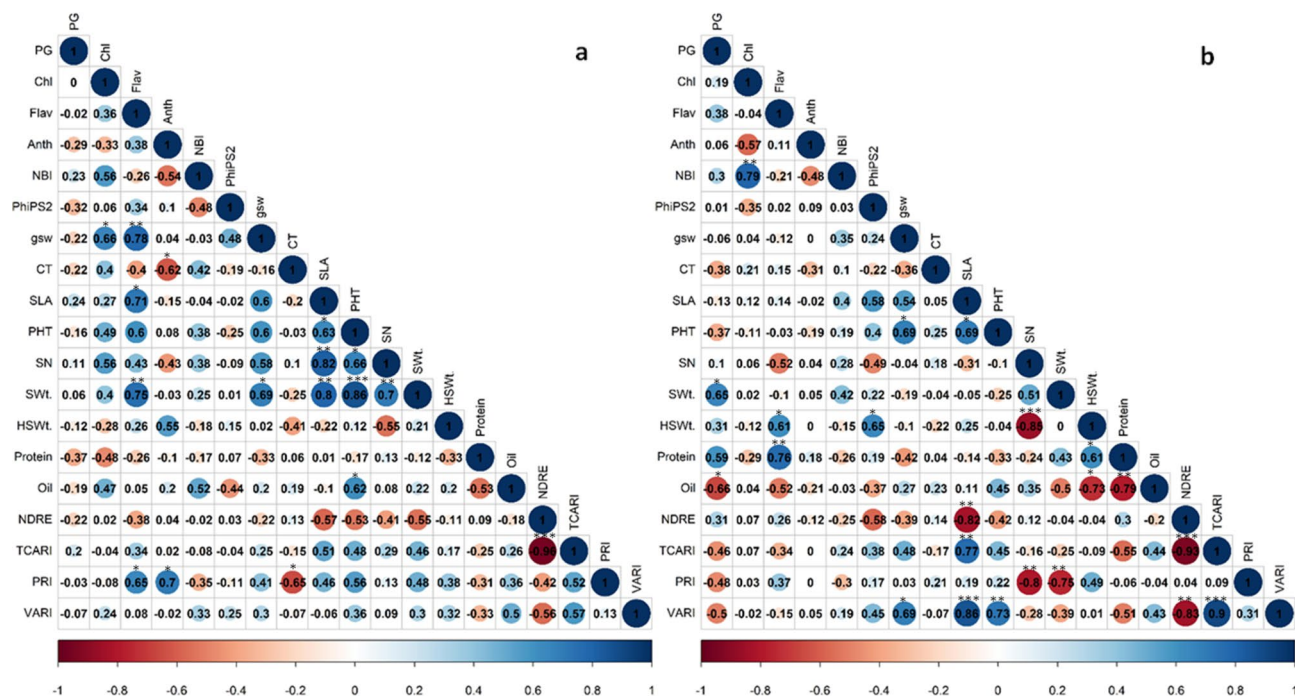 a
PG
PG 1
Chl
Chl 0 1
Flav
Flav -0.02 0.36 1
Anth
Anth -0.29 -0.33 0.38 1
NBI
NBI 0.23 0.56 -0.26 -0.54 1
PhiPS2
PhiPS2 -0.32 0.06 0.34 0.1 -0.48 1
gsw
* **
gsw -0.22 0.66 0.78 0.04 -0.03 0.48 1
CT
*
CT -0.22 0.4 -0.4 -0.62 0.42 -0.19 -0.16 1
SLA
*
SLA 0.24 0.27 0.71 -0.15 -0.04 -0.02 0.6 -0.2 1
PHT
*
PHT -0.16 0.49 0.6 0.08 0.38 -0.25 0.6 -0.03 0.63 1
SN
** *
SN 0.11 0.56 0.43 -0.43 0.38 -0.09 0.58 0.1 0.82 0.66 1
SWt.
** * ** *** **
SWt. 0.06 0.4 0.75 -0.03 0.25 0.01 0.69 -0.25 0.8 0.86 0.7 1
HSWt.
HSWt. -0.12 -0.28 0.26 0.55 -0.18 0.15 0.02 -0.41 -0.22 0.12 -0.55 0.21 1
Protein
Protein -0.37 -0.48 -0.26 -0.1 -0.17 0.07 -0.33 0.06 0.01 -0.17 0.13 -0.12 -0.33 1
Oil
*
Oil -0.19 0.47 0.05 0.2 0.52 -0.44 0.2 0.19 -0.1 0.62 0.08 0.22 0.2 -0.53 1
NDRE
NDRE -0.22 0.02 -0.38 0.04 -0.02 0.03 -0.22 0.13 -0.57 -0.53 -0.41 -0.55 -0.11 0.09 -0.18 1
TCARI
***
TCARI 0.2 -0.04 0.34 0.02 -0.08 -0.04 0.25 -0.15 0.51 0.48 0.29 0.46 0.17 -0.25 0.26 -0.96 1
PRI
* * *
PRI -0.03 -0.08 0.65 0.7 -0.35 -0.11 0.41 -0.65 0.46 0.56 0.13 0.48 0.38 -0.31 0.36 -0.42 0.52 1
VARI
VARI -0.07 0.24 0.08 -0.02 0.33 0.25 0.3 -0.07 -0.06 0.36 0.09 0.3 0.32 -0.33 0.5 -0.56 0.57 0.13 1
-1 -0.8 -0.6 -0.4 -0.2 0 0.2 0.4 0.6 0.8 1
b
PG
PG 1
Chl
Chl 0.19 1
Flav
Flav 0.38 -0.04 1
Anth
Anth 0.06 -0.57 0.11 1
NBI
**
NBI 0.3 0.79 -0.21 -0.48 1
PhiPS2
PhiPS2 0.01 -0.35 0.02 0.09 0.03 1
gsw
gsw -0.06 0.04 -0.12 0 0.35 0.24 1
CT
CT -0.38 0.21 0.15 -0.31 0.1 -0.22 -0.36 1
SLA
SLA -0.13 0.12 0.14 -0.02 0.4 0.58 0.54 0.05 1
PHT
* *
PHT -0.37 -0.11 -0.03 -0.19 0.19 0.4 0.69 0.25 0.69 1
SN
SN 0.1 0.06 -0.52 0.04 0.28 -0.49 -0.04 0.18 -0.31 -0.1 1
SWt.
*
SWt. 0.65 0.02 -0.1 0.05 0.42 0.22 -0.19 -0.04 -0.05 -0.25 0.51 1
HSWt.
* * ***
HSWt. 0.31 -0.12 0.61 0 -0.15 0.65 -0.1 -0.22 0.25 -0.04 -0.85 0 1
Protein
** *
Protein 0.59 -0.29 0.76 0.18 -0.26 0.19 -0.42 0.04 -0.14 -0.33 -0.24 0.43 0.61 1
Oil
* * **
Oil -0.66 0.04 -0.52 -0.21 -0.03 -0.37 0.27 0.23 0.11 0.45 0.35 -0.5 -0.73 -0.79 1
NDRE
**
NDRE 0.31 0.07 0.26 -0.12 -0.25 -0.58 -0.39 0.14 -0.82 -0.42 0.12 -0.04 -0.04 0.3 -0.2 1
TCARI
** ***
TCARI -0.46 0.07 -0.34 0 0.24 0.38 0.48 -0.17 0.77 0.45 -0.16 -0.25 -0.09 -0.55 0.44 -0.93 1
PRI
** **
PRI -0.48 0.03 0.37 0 -0.3 0.17 0.03 0.21 0.19 0.22 -0.8 -0.75 0.49 -0.06 -0.04 0.04 0.09 1
VARI
* *** ** ** ***
VARI -0.5 -0.02 -0.15 0.05 0.19 0.45 0.69 -0.07 0.86 0.73 -0.28 -0.39 0.01 -0.51 0.43 -0.83 0.9 0.31 1
-1 -0.8 -0.6 -0.4 -0.2 0 0.2 0.4 0.6 0.8 1